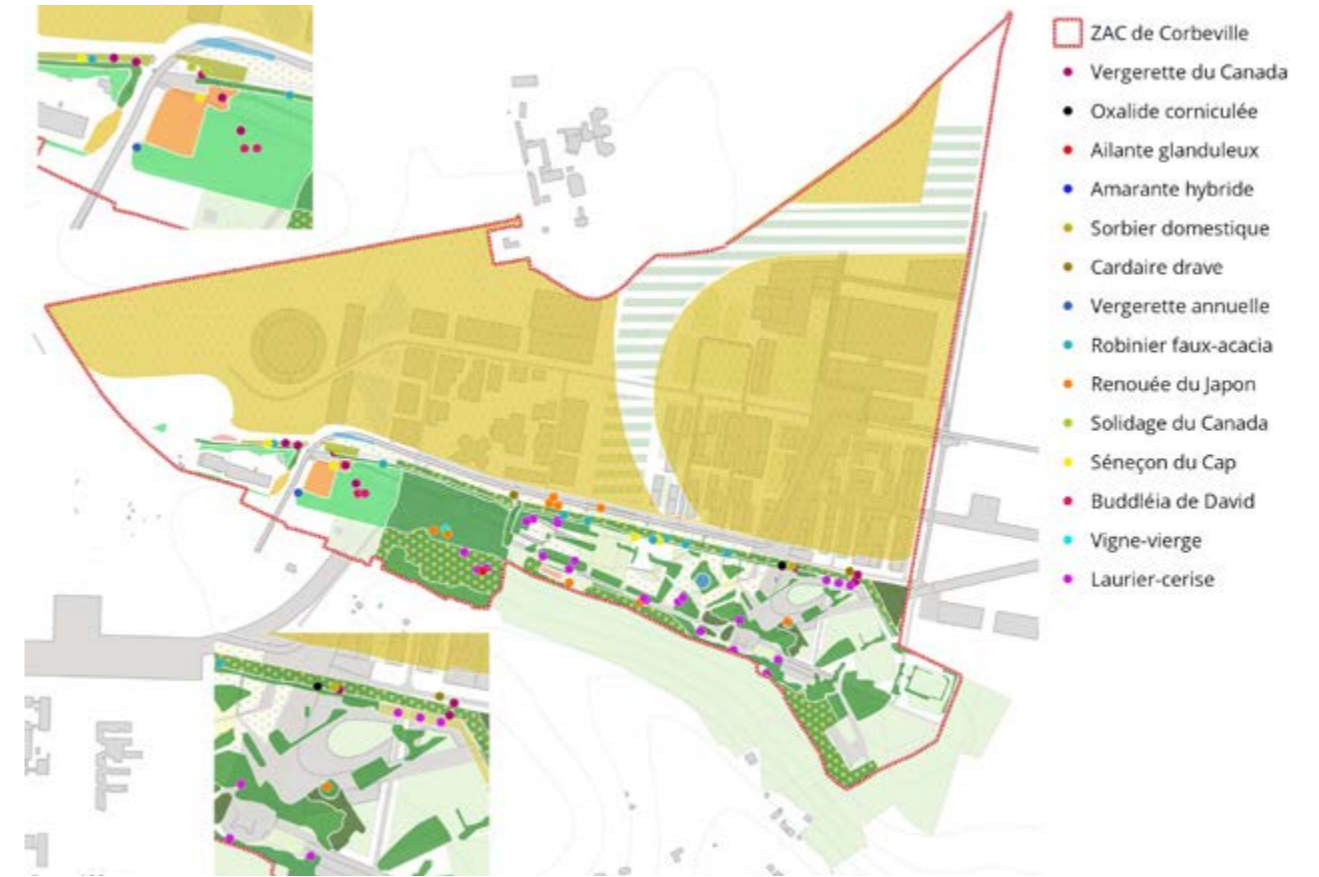 ZAC de Corbeville
Vergerette du Canada
Oxalide corniculée
Ailante glanduleux
Amarante hybride
Sorbier domestique
Cardaire drave
Vergerette annuelle
Robinier faux-acacia
Renouée du Japon
Solidage du Canada
Séneçon du Cap
Buddléia de David
Vigne-vierge
Laurier-cerise